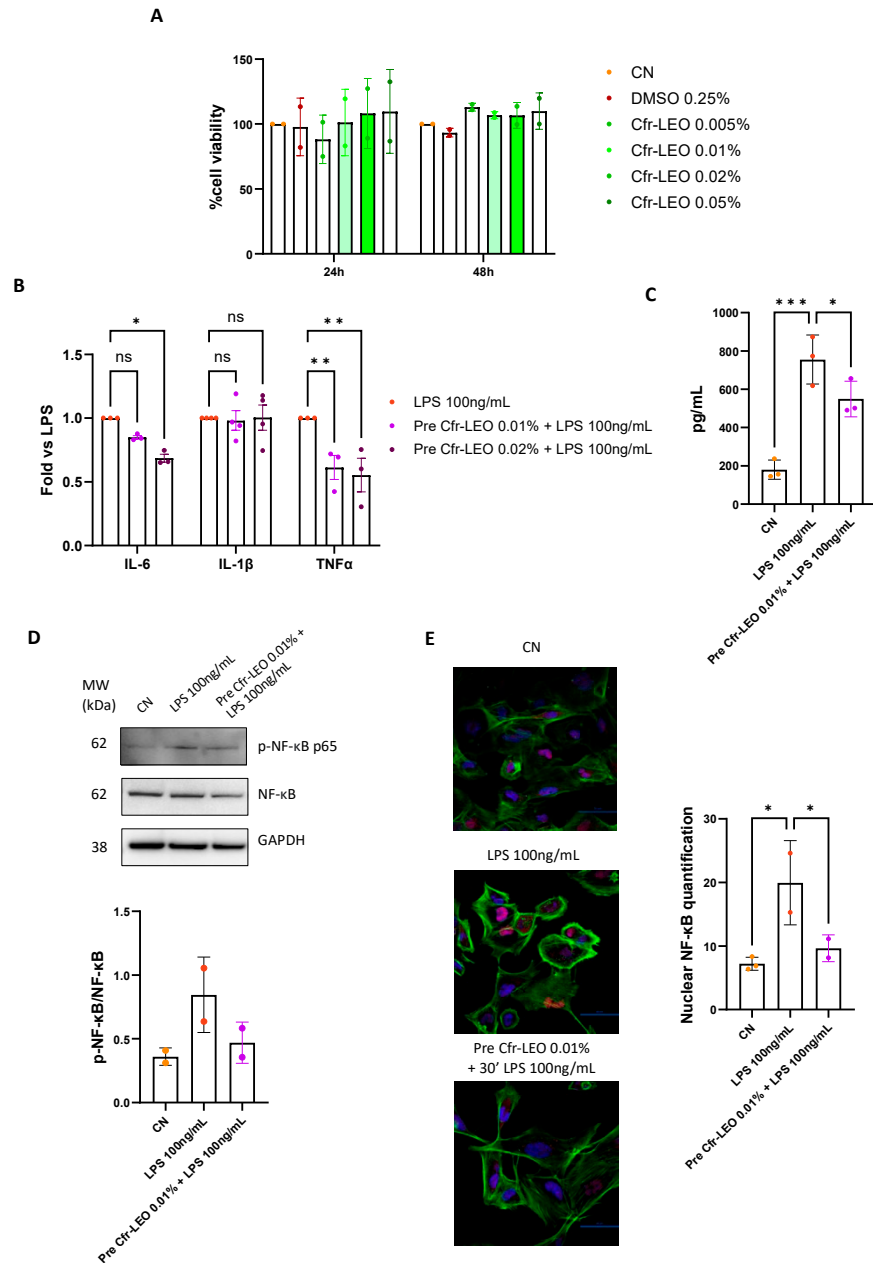 A
%cell viability
150
100
50
0
24h
48h
CN
DMSO 0.25%
Cfr-LEO 0.005%
Cfr-LEO 0.01%
Cfr-LEO 0.02%
Cfr-LEO 0.05%
B
Fold vs LPS
1.5
1.0
0.5
0.0
ns
*
ns
ns
**
**
IL-6
IL-1β
TNFα
LPS 100ng/mL
Pre Cfr-LEO 0.01% + LPS 100ng/mL
Pre Cfr-LEO 0.02% + LPS 100ng/mL
C
pg/mL
1000
800
600
400
200
0
***
*
CN
LPS 100ng/mL
Pre Cfr-LEO 0.01% + LPS 100ng/mL
D
MW
(kDa)
CN
LPS 100ng/mL
Pre Cfr-LEO 0.01% +
LPS 100ng/mL
62
p-NF-κB p65
62
NF-κB
38
GAPDH
p-NF-κB/NF-κB
1.5
1.0
0.5
0.0
CN
LPS 100ng/mL
Pre Cfr-LEO 0.01% + LPS 100ng/mL
E
CN
LPS 100ng/mL
Pre Cfr-LEO 0.01%
+ 30' LPS 100ng/mL
Nuclear NF-κB quantification
30
20
10
0
*
*
CN
LPS 100ng/mL
Pre Cfr-LEO 0.01% + LPS 100ng/mL